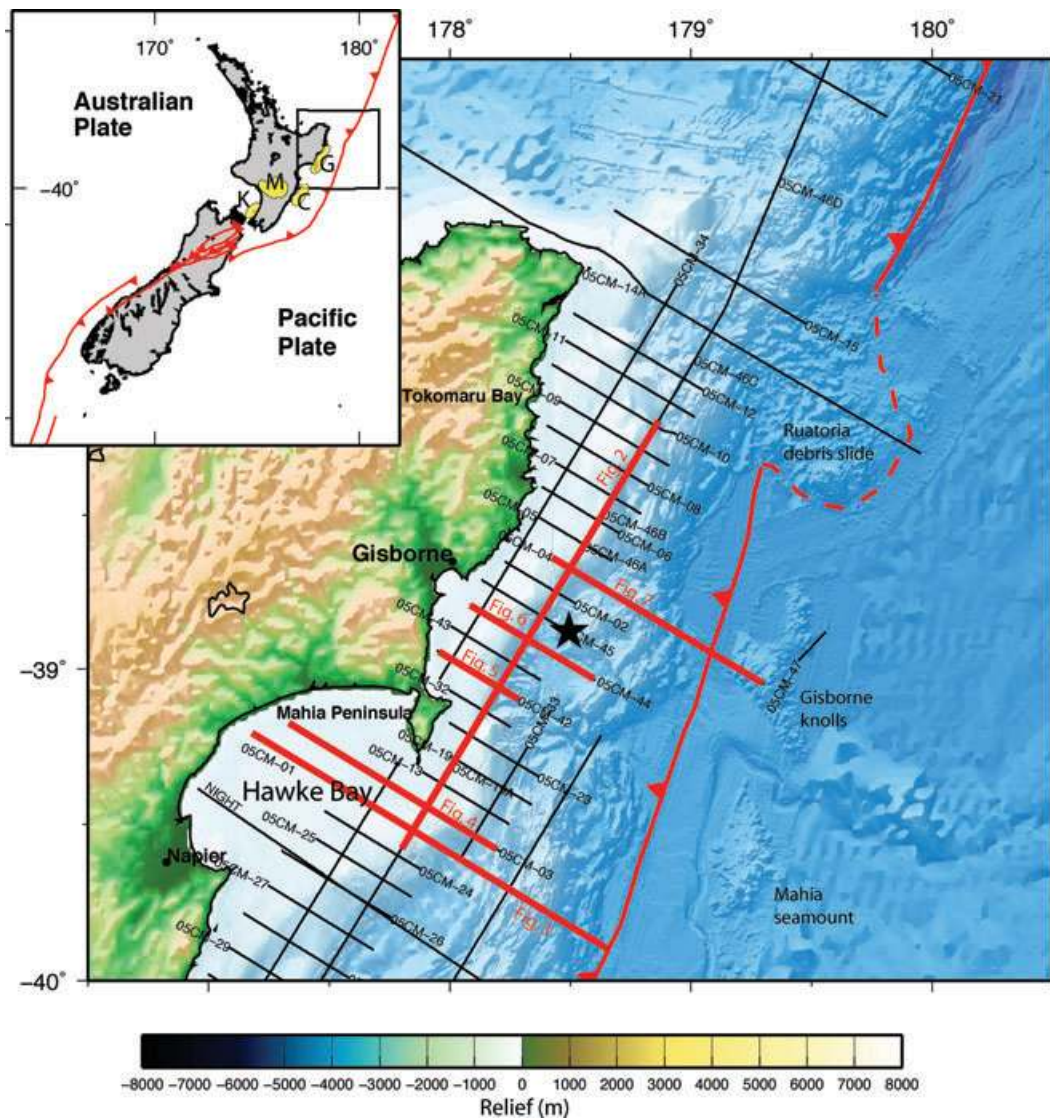 170°
180°
Australian
Plate
-40°
P
M
G
K
C
Pacific
Plate
178°
179°
180°
-39°
-40°
05CM-21
05CM-46D
05CM-34
05CM-14A
05CM-15
05CM-11
05CM-46C
05CM-12
Tokomaru Bay
05CM-09
05CM-10
Ruatoria
debris slide
Fig. 2
05CM-07
05CM-08
05CM-05
05CM-46B
05CM-06
05CM-46A
Gisborne
05CM-04
Fig. 7
05CM-02
Fig. 6
05CM-43
05CM-45
05CM-47
Fig. 5
05CM-44
Gisborne
knolls
05CM-32
05CM-42
Mahia Peninsula
05CM-19
05CM-13
05CM-01
05CM-23
Hawke Bay
NIGHT
Fig. 4
05CM-25
05CM-03
Napier
05CM-27
05CM-24
Mahia
seamount
05CM-29
05CM-26
-8000 -7000 -6000 -5000 -4000 -3000 -2000 -1000 0 1000 2000 3000 4000 5000 6000 7000 8000
Relief (m)